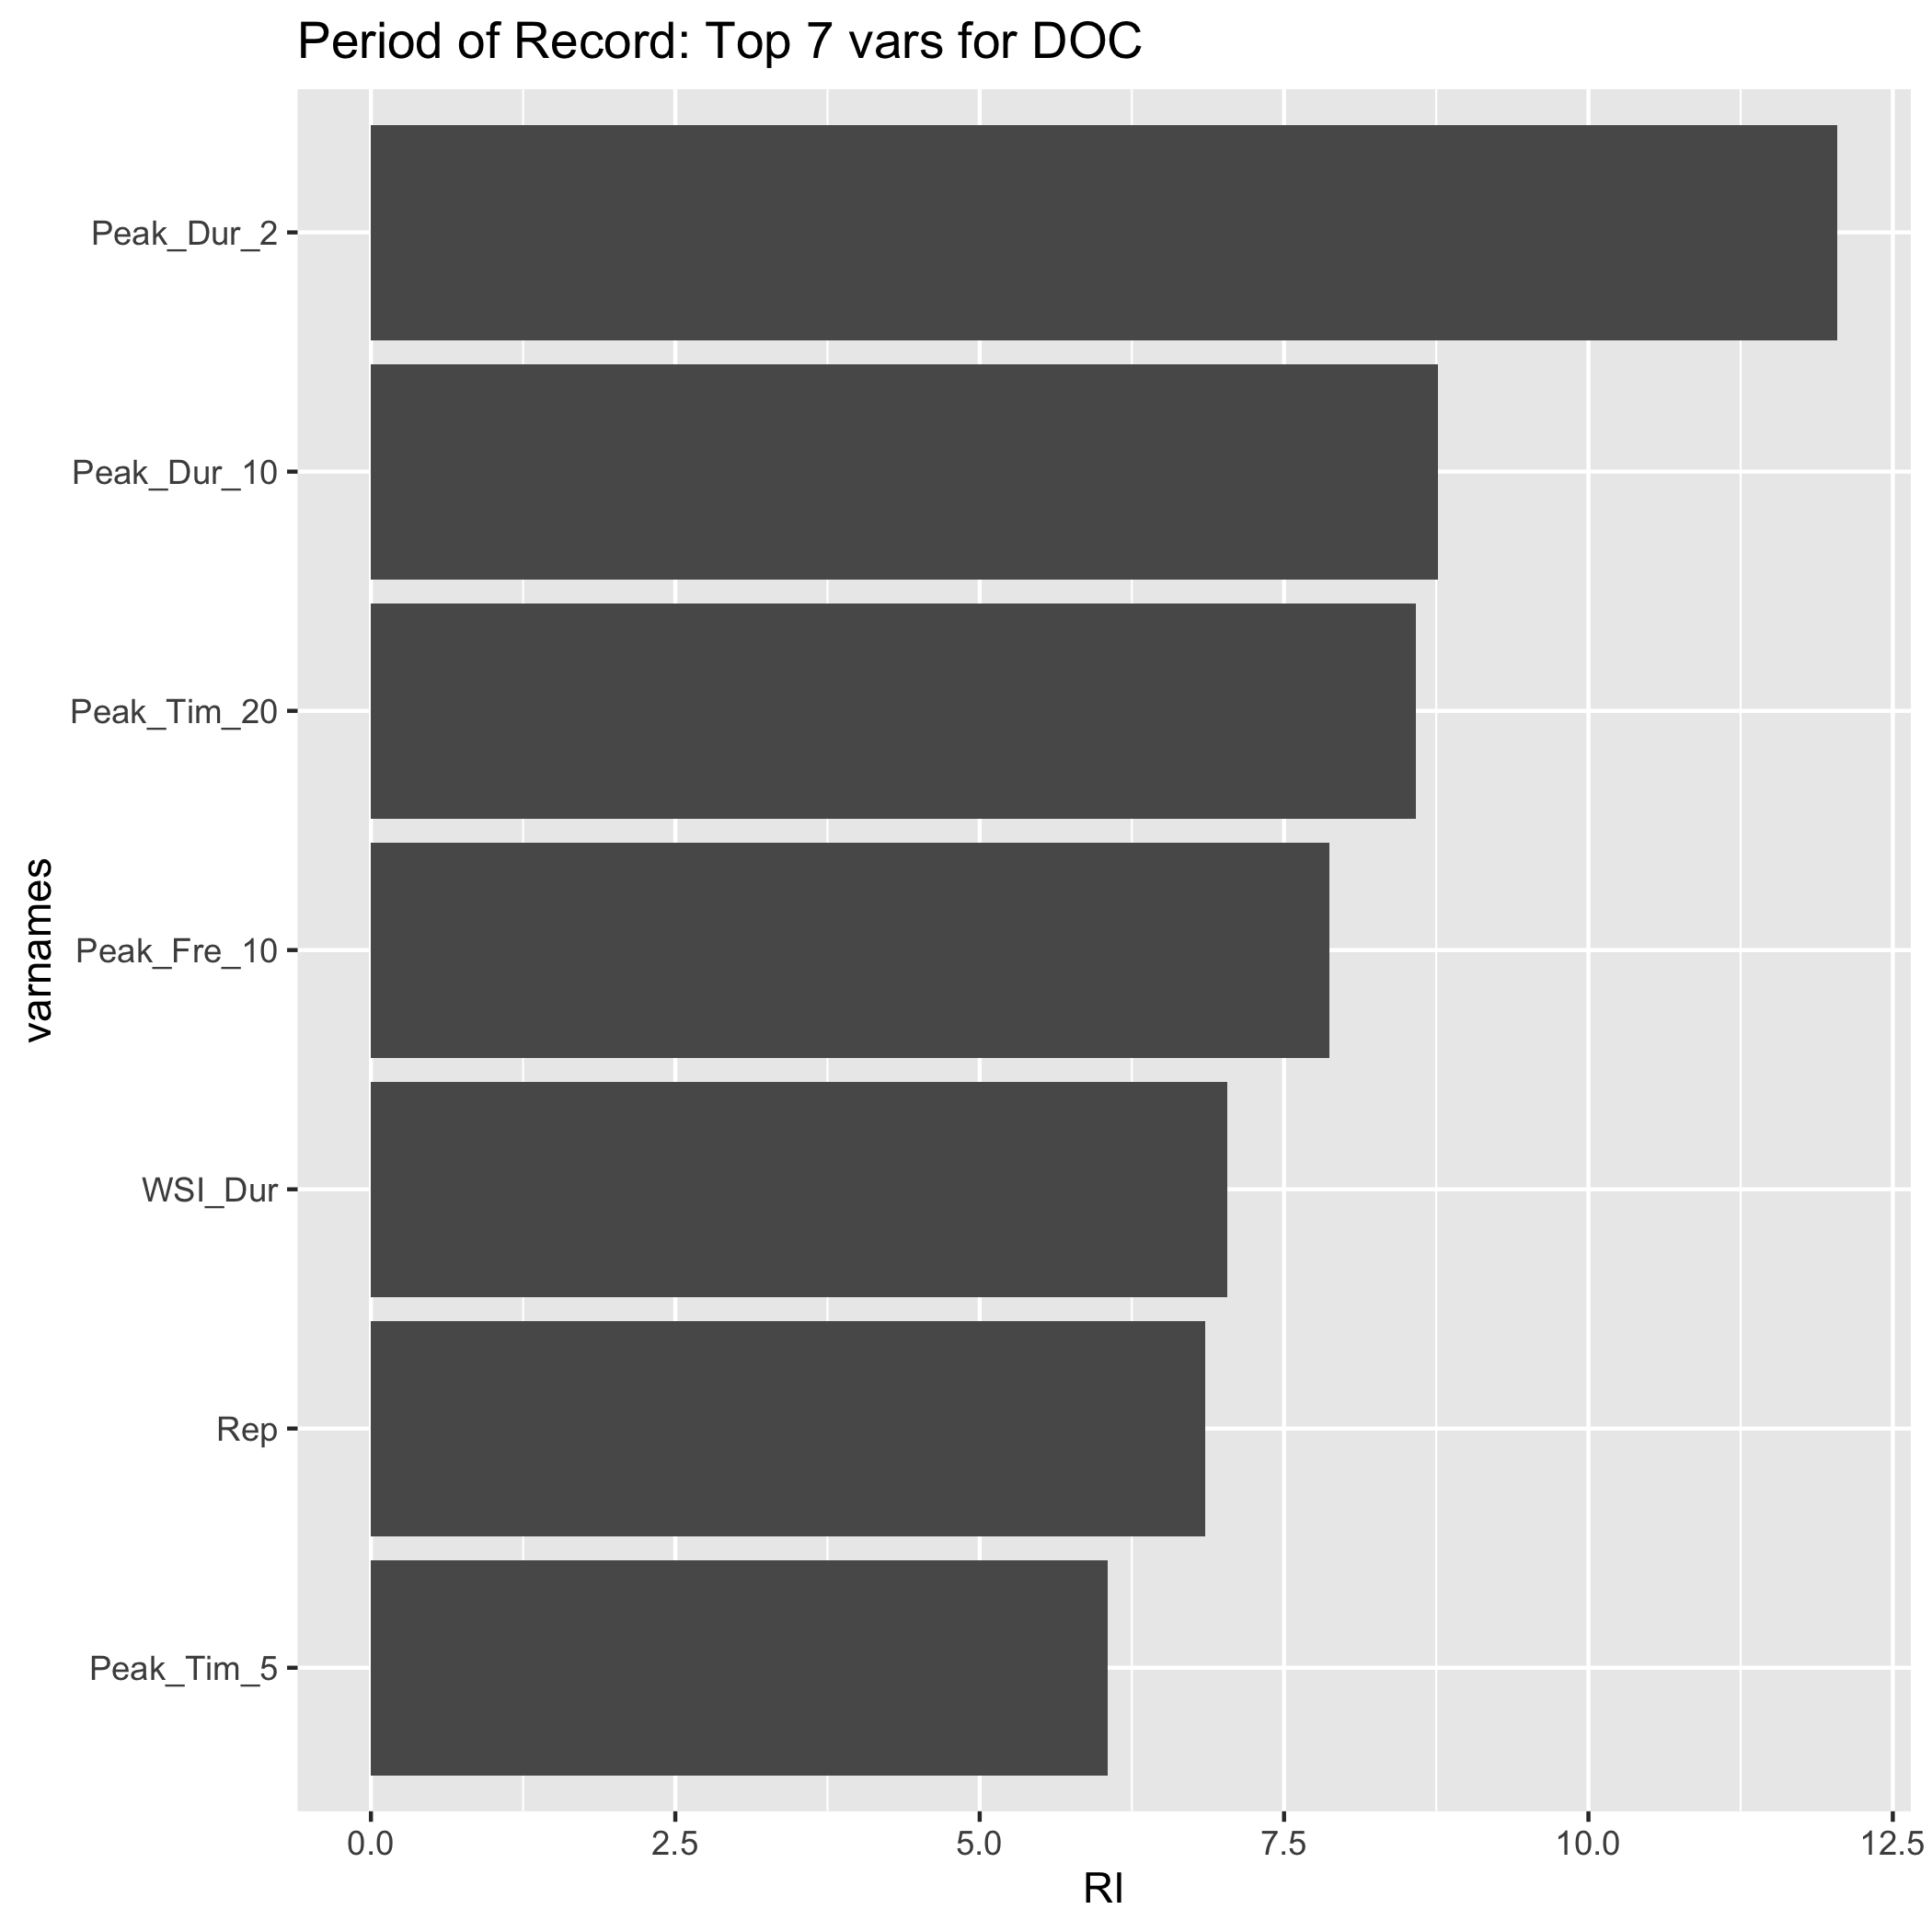 Period of Record: Top 7 vars for DOC
varnames
Peak_Dur_2
Peak_Dur_10
Peak_Tim_20
Peak_Fre_10
WSI_Dur
Rep
Peak_Tim_5
0.0 2.5 5.0 7.5 10.0 12.5
RI